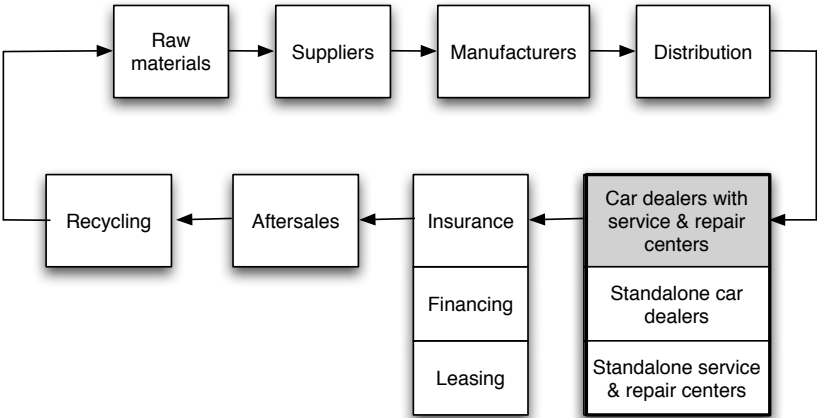 Raw
materials
Suppliers
Manufacturers
Distribution
Recycling
Aftersales
Insurance
Financing
Leasing
Car dealers with
service & repair
centers
Standalone car
dealers
Standalone service
& repair centers